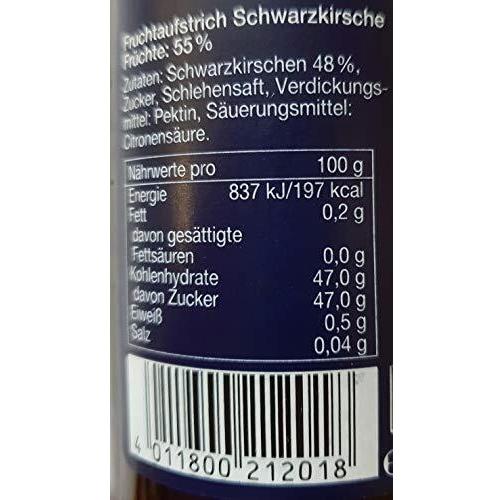 Fruchtaufstrich Schwarzkirsche
Früchte: 55%
Zutaten: Schwarzkirschen 48%,
Zucker, Schlehensaft, Verdickungs-
mittel: Pektin, Säuerungsmittel:
Citronensäure.
Nährwerte pro 100 g
Energie 837 kJ/197 kcal
Fett 0,2 g
davon gesättigte
Fettsäuren 0,0 g
Kohlenhydrate 47,0 g
davon Zucker 47,0 g
Eiweiß 0,5 g
Salz 0,04 g
4 011800 212018